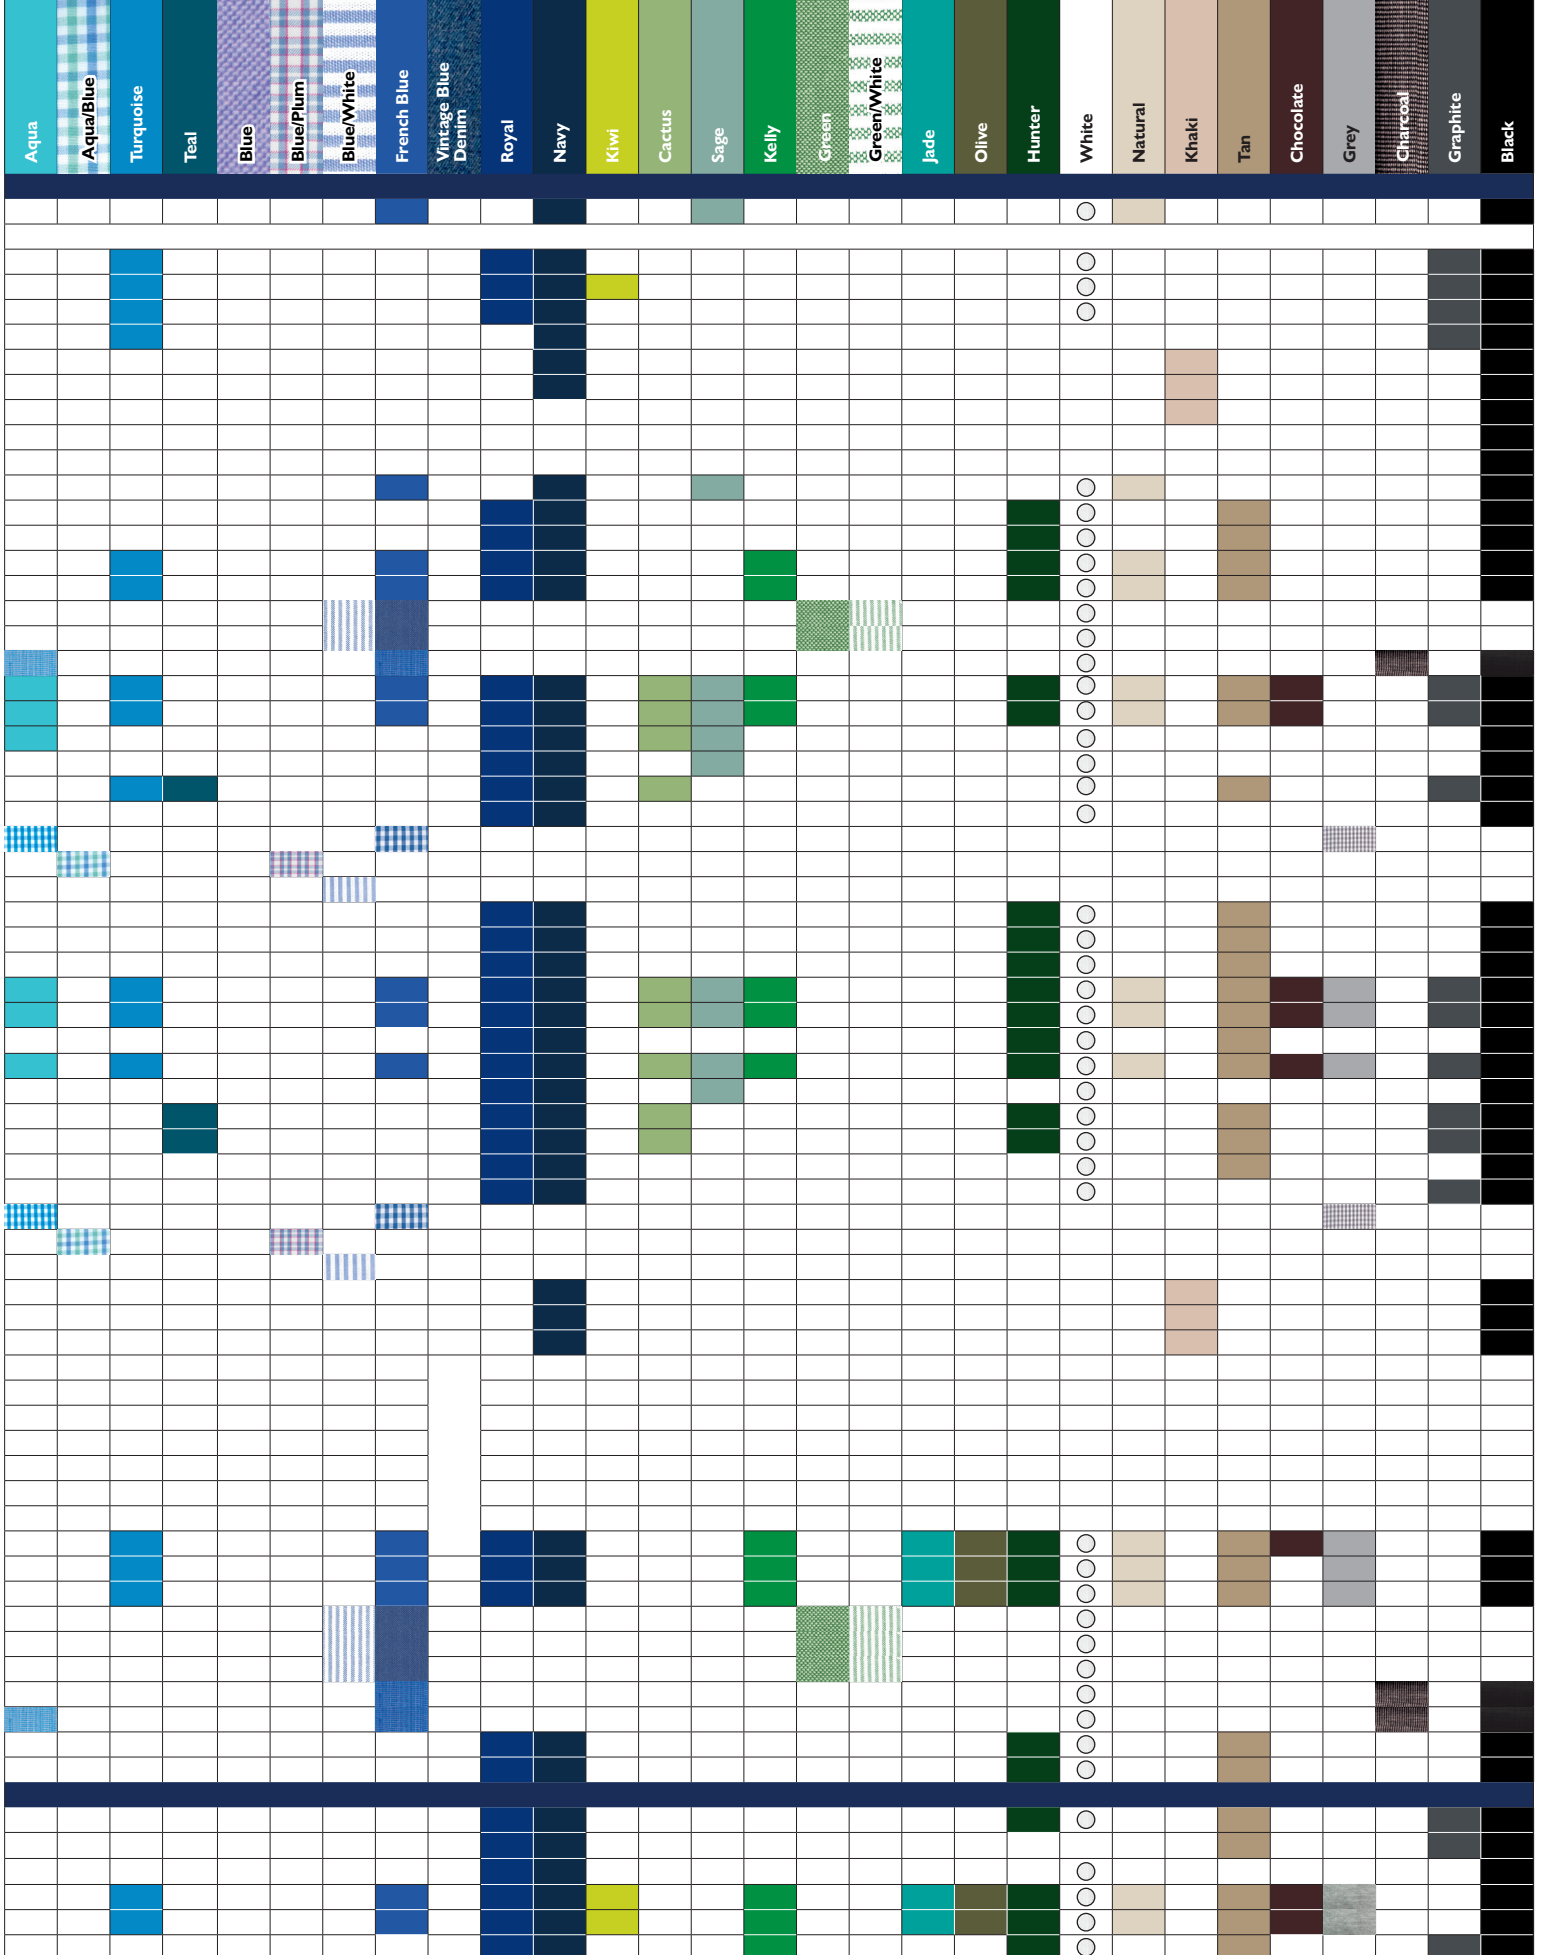 Aqua
Aqua/Blue
Turquoise
Teal
Blue
Blue/Plum
Blue/White
French Blue
Vintage Blue
Denim
Royal
Navy
Kiwi
Cactus
Sage
Kelly
Green
Green/White
Jade
Olive
Hunter
White
Natural
Khaki
Tan
Chocolate
Grey
Charcoal
Graphite
Black